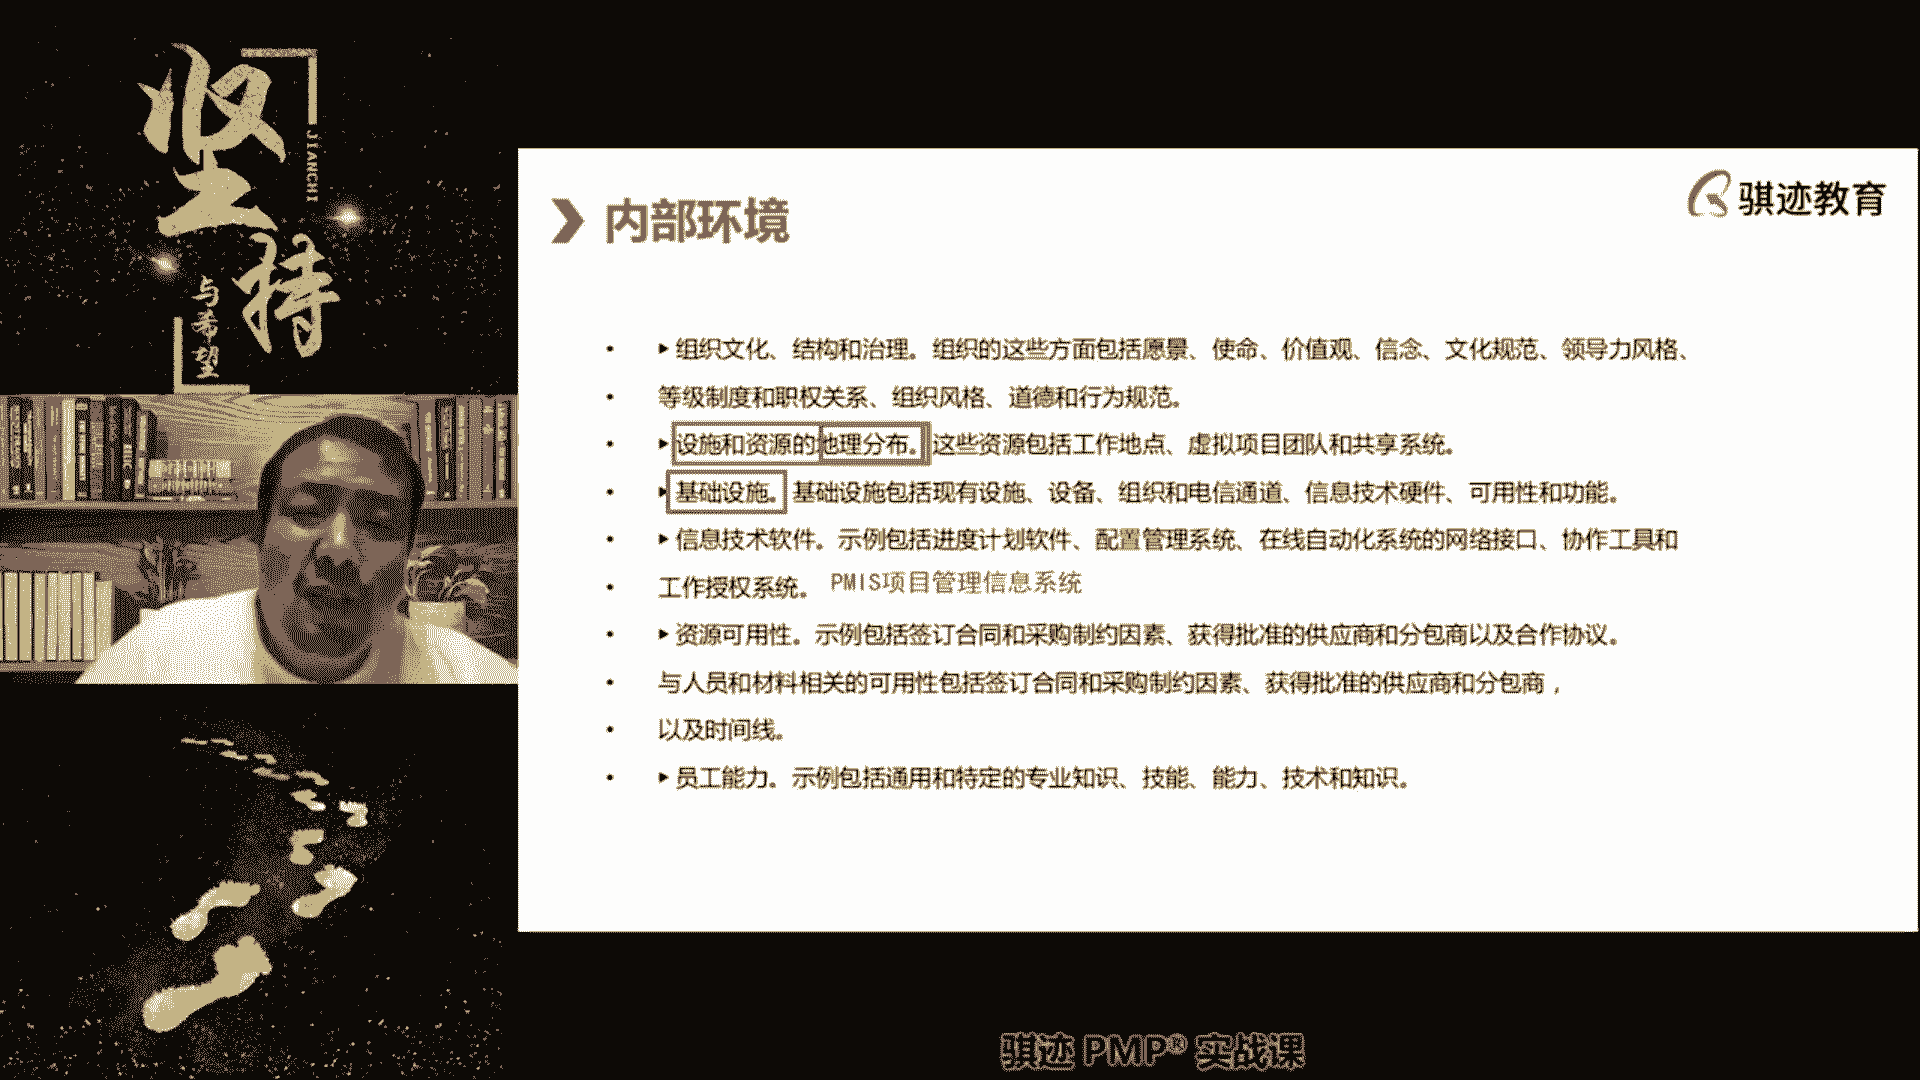 坚持
JIANCHI
与希望
骐迹教育
内部环境
• ▸组织文化、结构和治理。组织的这些方面包括愿景、使命、价值观、信念、文化规范、领导力风格、
• 等级制度和职权关系、组织风格、道德和行为规范。
• ▸设施和资源的地理分布。这些资源包括工作地点、虚拟项目团队和共享系统。
• ▸基础设施。基础设施包括现有设施、设备、组织和电信通道、信息技术硬件、可用性和功能。
• ▸信息技术软件。示例包括进度计划软件、配置管理系统、在线自动化系统的网络接口、协作工具和
• 工作授权系统。 PMIS项目管理信息系统
• ▸资源可用性。示例包括签订合同和采购制约因素、获得批准的供应商和分包商以及合作协议。
• 与人员和材料相关的可用性包括签订合同和采购制约因素、获得批准的供应商和分包商，
• 以及时间线。
• ▸员工能力。示例包括通用和特定的专业知识、技能、能力、技术和知识。
骐迹 PMP® 实战课